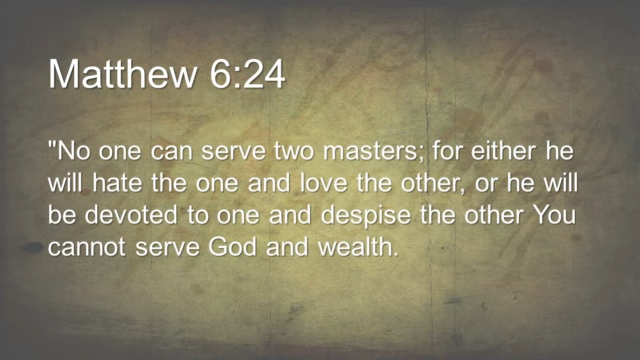 Matthew 6:24
"No one can serve two masters; for either he
will hate the one and love the other, or he will
be devoted to one and despise the other You
cannot serve God and wealth.